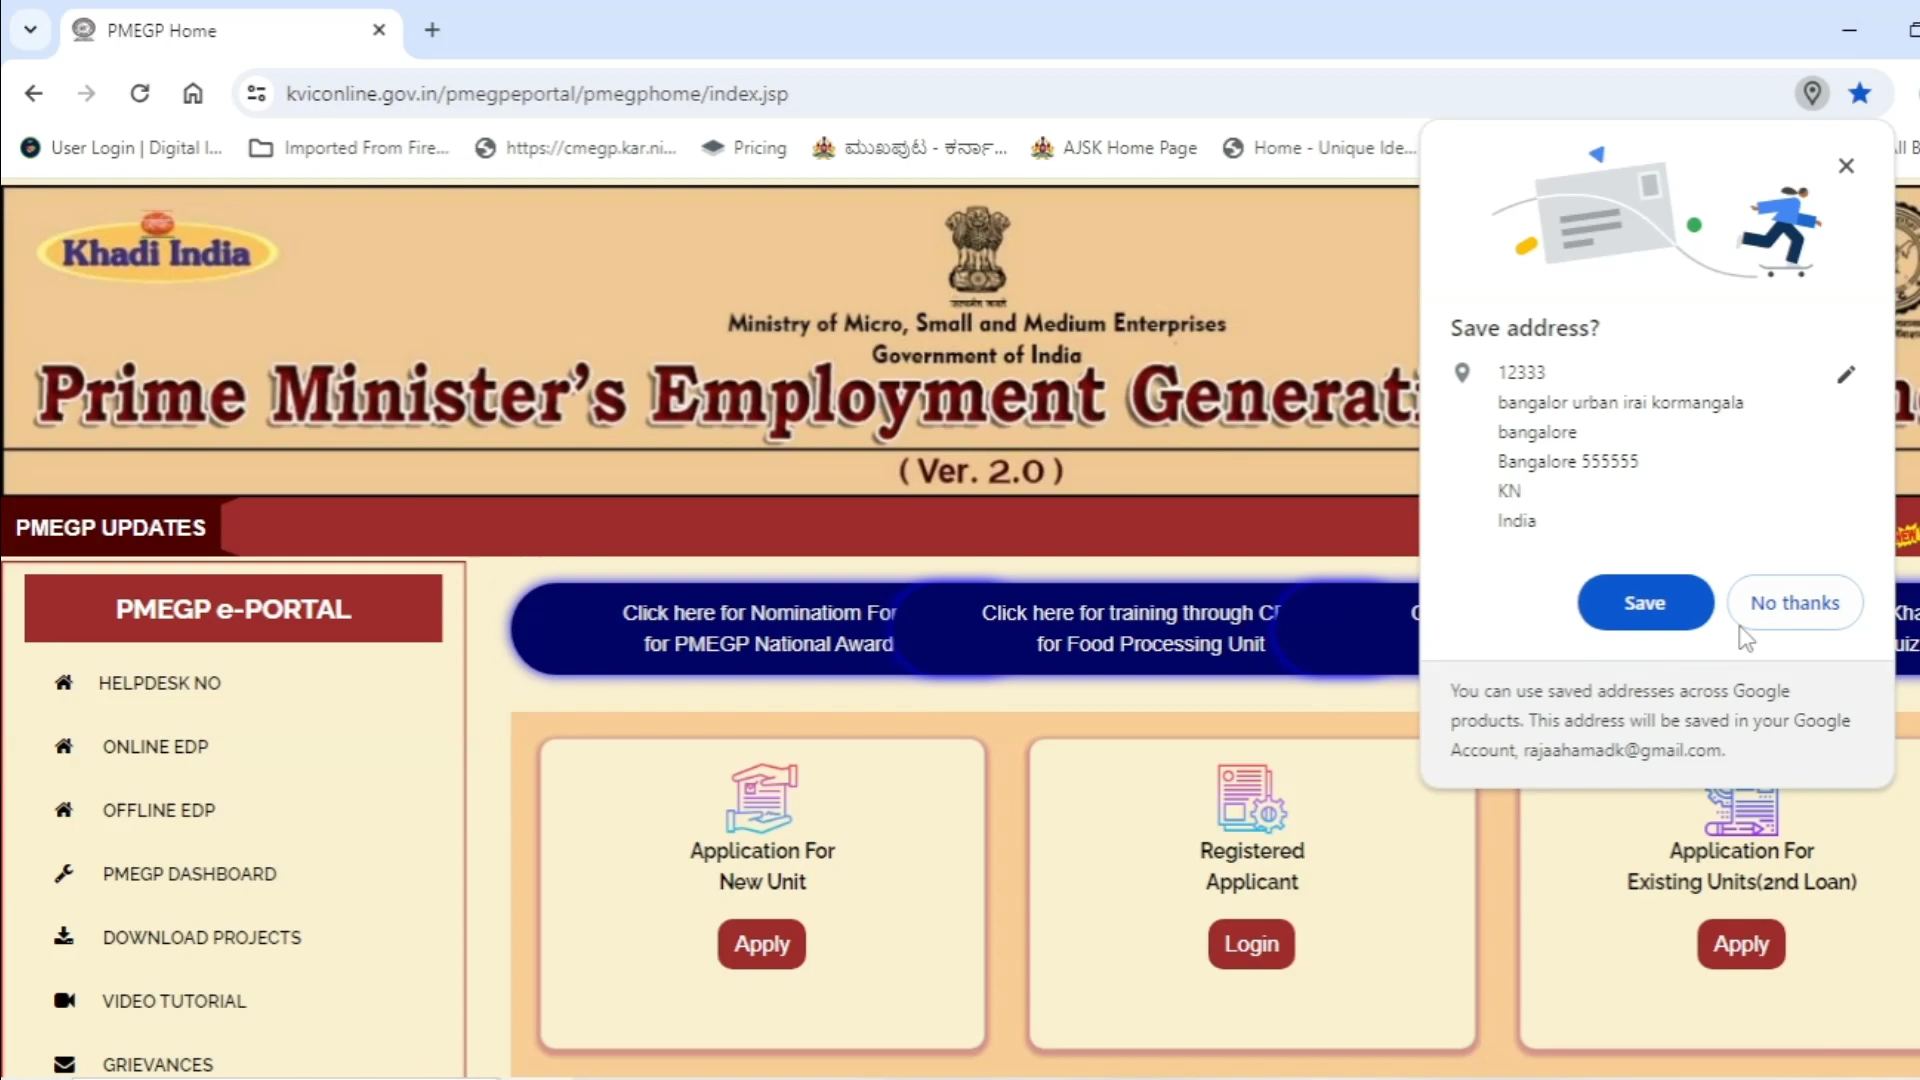 PMEGP Home
kviconline.gov.in/pmegpeportal/pmegphome/index.jsp
User Login | Digital I...
Imported From Fire...
https://cmegp.kar.ni...
Pricing
ಮುಖಪುಟ - ಕರ್ನಾ...
AJSK Home Page
Home - Unique Ide...
Khadi India
Ministry of Micro, Small and Medium Enterprises
Government of India
Prime Minister's Employment Generati
( Ver. 2.0 )
PMEGP UPDATES
NEW
PMEGP e-PORTAL
HELPDESK NO
ONLINE EDP
OFFLINE EDP
PMEGP DASHBOARD
DOWNLOAD PROJECTS
VIDEO TUTORIAL
GRIEVANCES
Click here for Nominatiom For
for PMEGP National Award
Click here for training through C
for Food Processing Unit
Application For
New Unit
Apply
Registered
Applicant
Login
Application For
Existing Units(2nd Loan)
Apply
Save address?
12333
bangalor urban irai kormangala
bangalore
Bangalore 555555
KN
India
Save
No thanks
You can use saved addresses across Google
products. This address will be saved in your Google
Account, rajaahamadk@gmail.com.